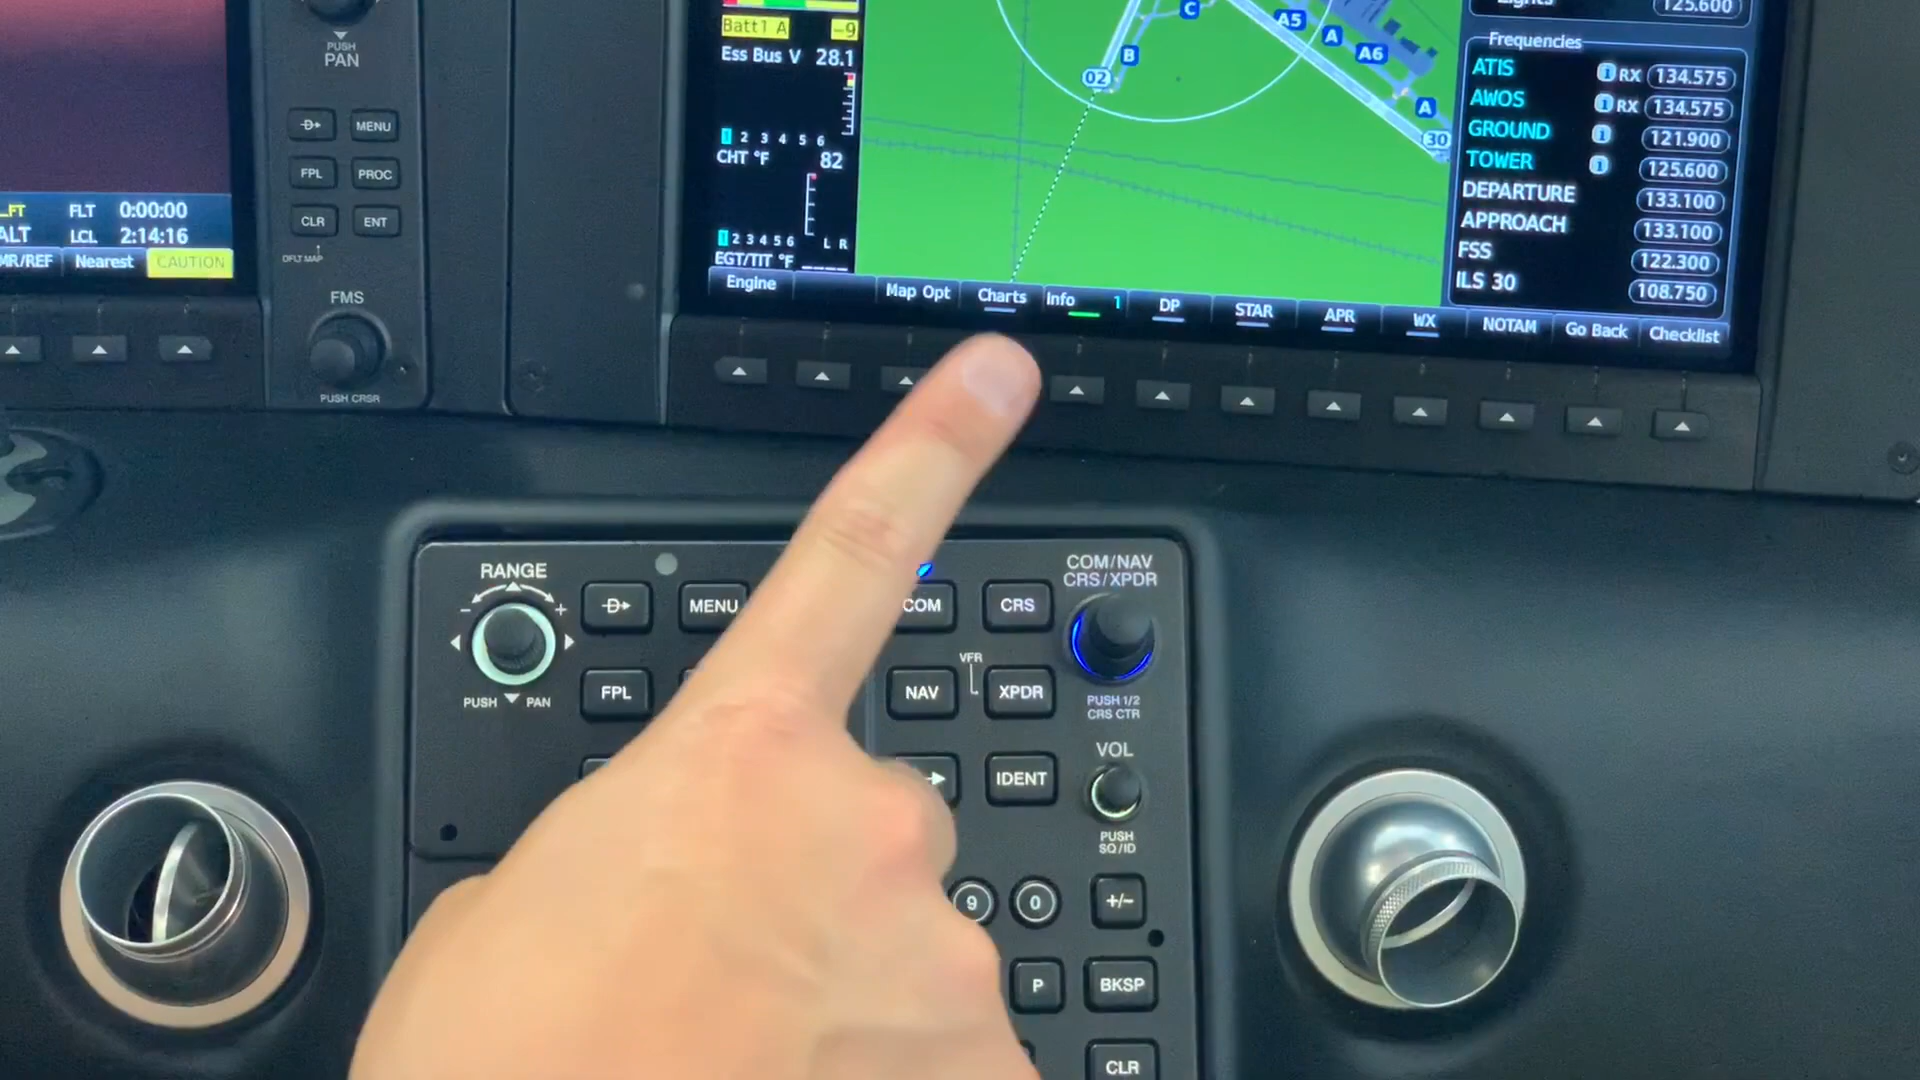 PUSH
PAN
MENU
FPL
PROC
CLR
ENT
DFLT MAP
FMS
PUSH CRSR
FLT 0:00:00
ALT LCL 2:14:16
Nearest CAUTION
Batt1 A -9
Ess Bus V 28.1
1 2 3 4 5 6
CHT °F 82
1 2 3 4 5 6 L R
EGT/TIT °F
C
A5
A
A6
B
02
A
30
Lights 125.600
Frequencies
ATIS i RX 134.575
AWOS i RX 134.575
GROUND i 121.900
TOWER i 125.600
DEPARTURE 133.100
APPROACH 133.100
FSS 122.300
ILS 30 108.750
Engine Map Opt Charts Info 1 DP STAR APR WX NOTAM Go Back Checklist
RANGE
- +
PUSH PAN
D
MENU
COM
CRS
COM/NAV
CRS/XPDR
FPL
NAV
VFR
XPDR
PUSH 1/2
CRS CTR
IDENT
VOL
PUSH
SQ/ID
9
0
+/-
P
BKSP
CLR